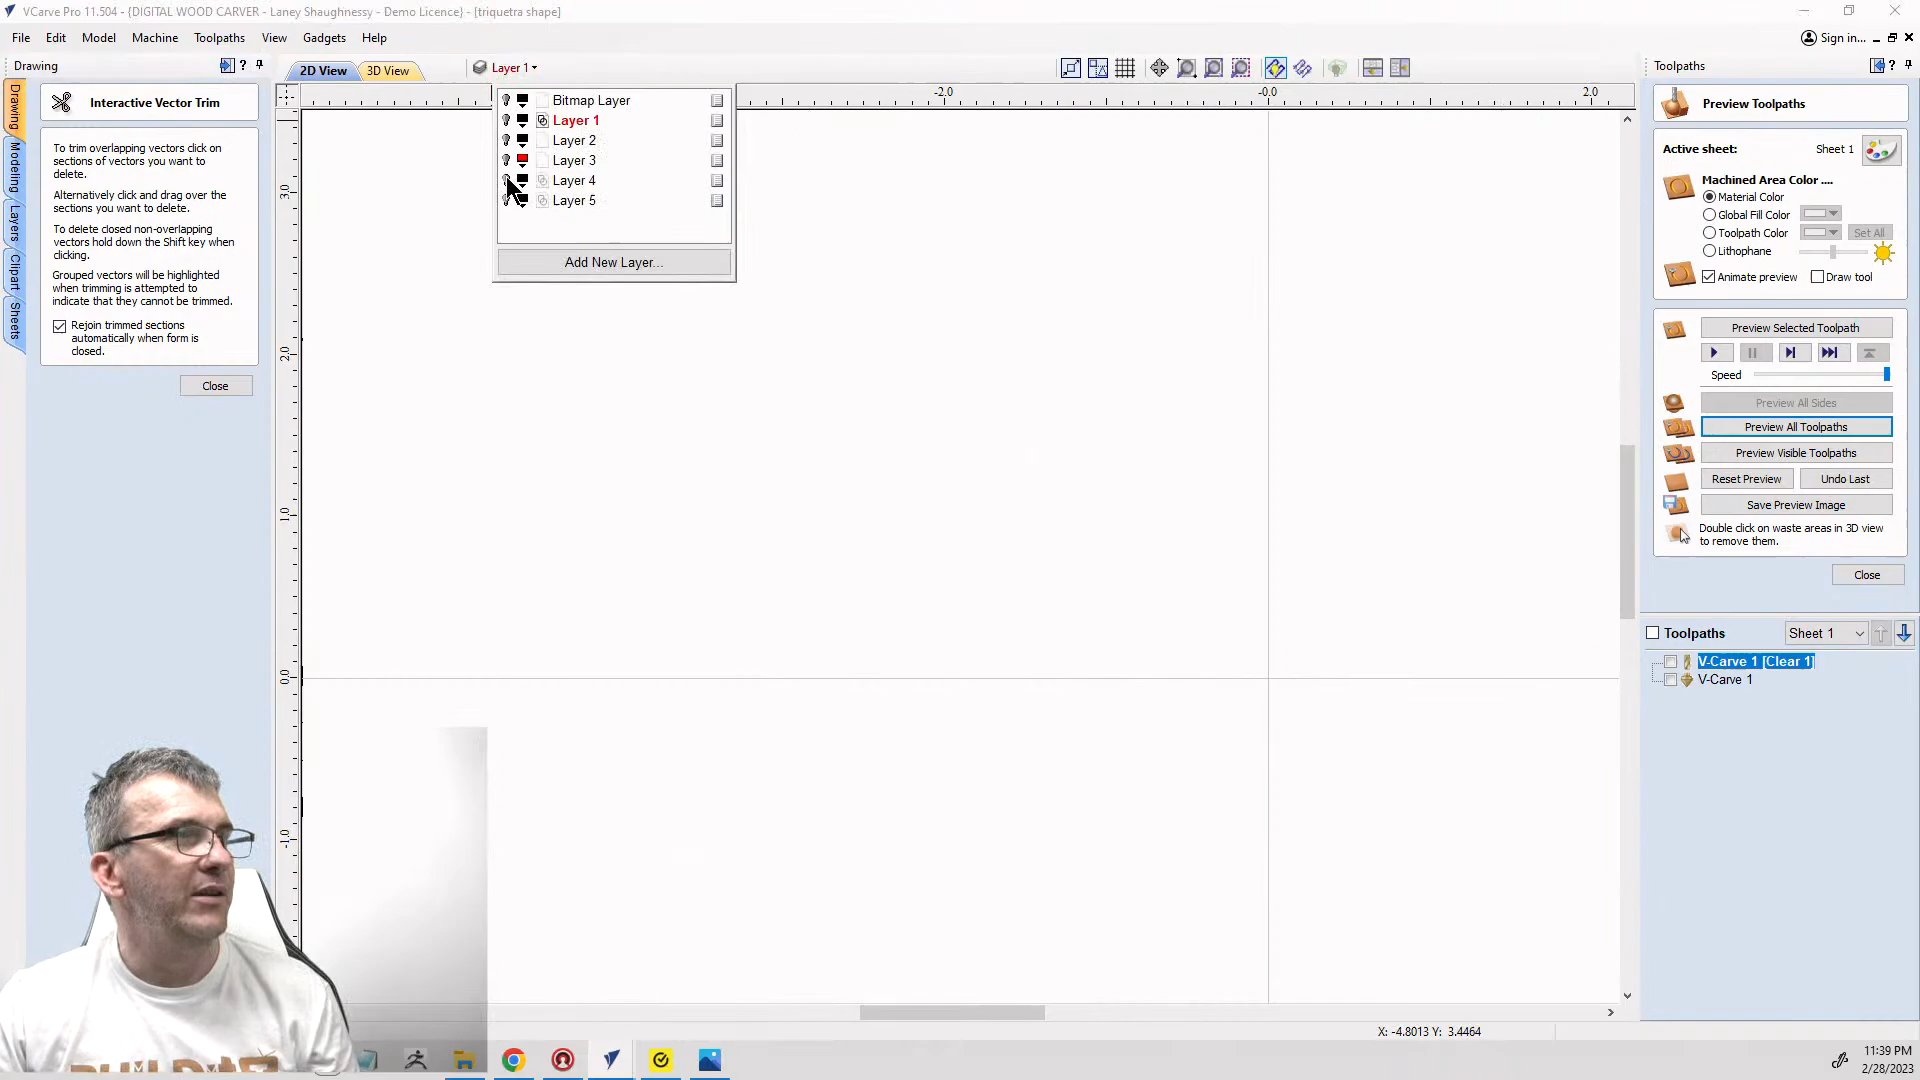 VCarve Pro 11.504 - {DIGITAL WOOD CARVER - Laney Shaughnessy - Demo Licence} - [triquetra shape]
File Edit Model Machine Toolpaths View Gadgets Help
Sign in...
Drawing
2D View
3D View
Layer 1
Toolpaths
Drawing
Modeling
Layers
Clipart
Sheets
Interactive Vector Trim
To trim overlapping vectors click on
sections of vectors you want to
delete.
Alternatively click and drag over the
sections you want to delete.
To delete closed non-overlapping
vectors hold down the Shift key when
clicking.
Grouped vectors will be highlighted
when trimming is attempted to
indicate that they cannot be trimmed.
Rejoin trimmed sections
automatically when form is
closed.
Close
Bitmap Layer
Layer 1
Layer 2
Layer 3
Layer 4
Layer 5
Add New Layer...
-2.0
-0.0
2.0
3.0
2.0
1.0
0.0
-1.0
Preview Toolpaths
Active sheet:
Sheet 1
Machined Area Color ....
Material Color
Global Fill Color
Toolpath Color
Set All
Lithophane
Animate preview
Draw tool
Preview Selected Toolpath
Speed
Preview All Sides
Preview All Toolpaths
Preview Visible Toolpaths
Reset Preview
Undo Last
Save Preview Image
Double click on waste areas in 3D view
to remove them.
Close
Toolpaths
Sheet 1
V-Carve 1 [Clear 1]
V-Carve 1
X: -4.8013 Y: 3.4464
11:39 PM
2/28/2023